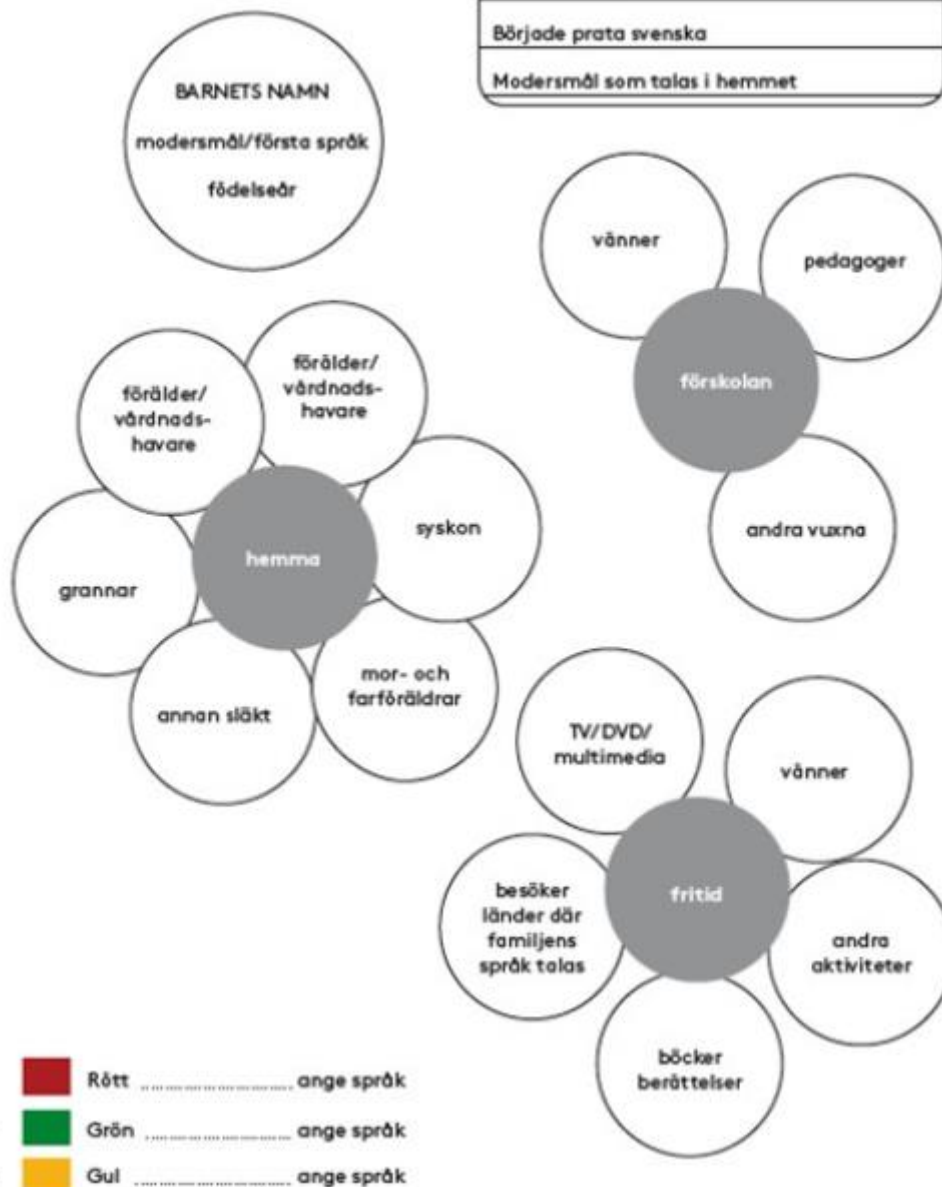 Började prata svenska
Modersmål som talas i hemmet
BARNETS NAMN
modersmål/första språk
födelseår
vänner
pedagoger
förskolan
andra vuxna
förälder/
vårdnads-
havare
förälder/
vårdnads-
havare
syskon
hemma
grannar
annan släkt
mor- och
farföräldrar
TV/DVD/
multimedia
vänner
fritid
besöker
länder där
familjens
språk talas
andra
aktiviteter
böcker
berättelser
Rött ........................... ange språk
Grön ........................... ange språk
Gul ........................... ange språk